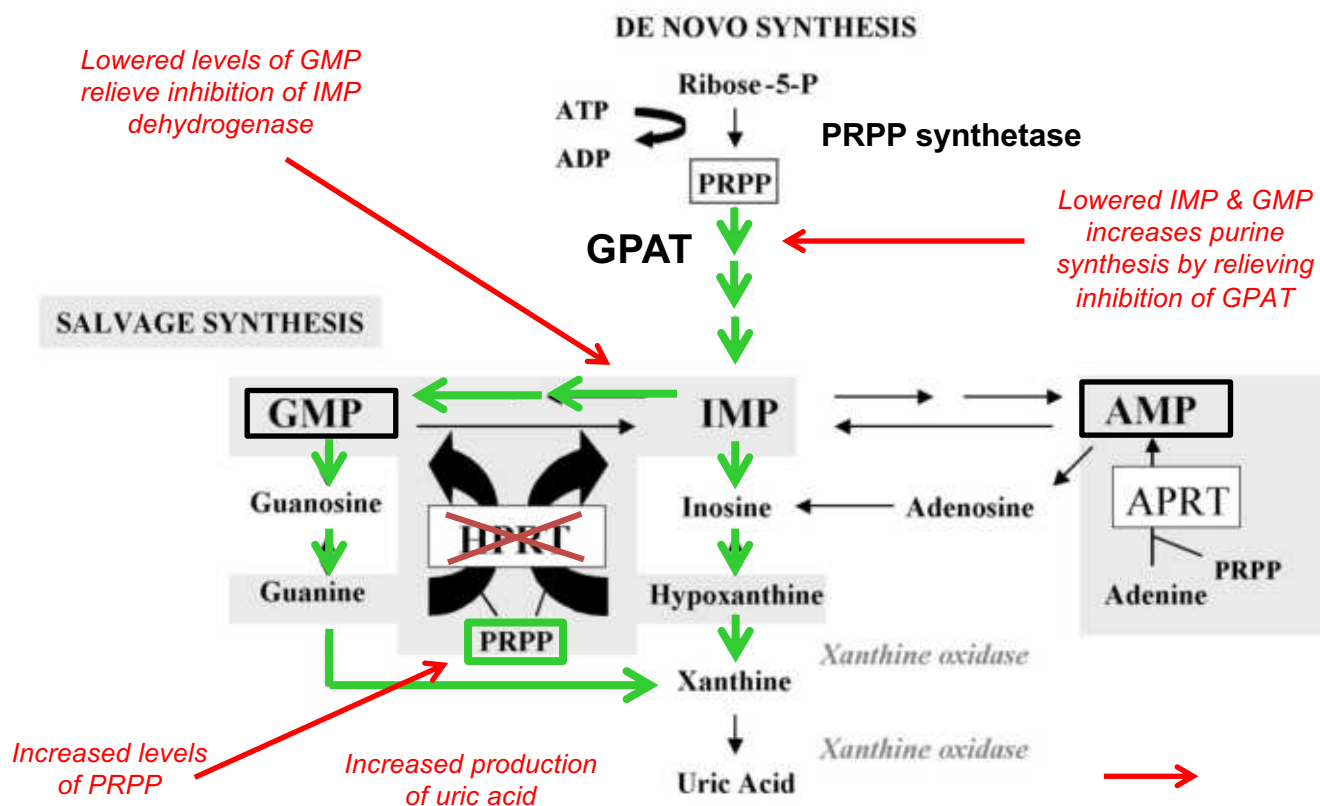 DE NOVO SYNTHESIS
Lowered levels of GMP
relieve inhibition of IMP
dehydrogenase
Ribose-5-P
ATP
ADP
PRPP synthetase
PRPP
GPAT
Lowered IMP & GMP
increases purine
synthesis by relieving
inhibition of GPAT
SALVAGE SYNTHESIS
GMP
IMP
AMP
Guanosine
Inosine
Adenosine
APRT
HPRT
PRPP
Guanine
Hypoxanthine
Adenine
PRPP
Xanthine oxidase
Xanthine
Increased levels
of PRPP
Increased production
of uric acid
Xanthine oxidase
Uric Acid